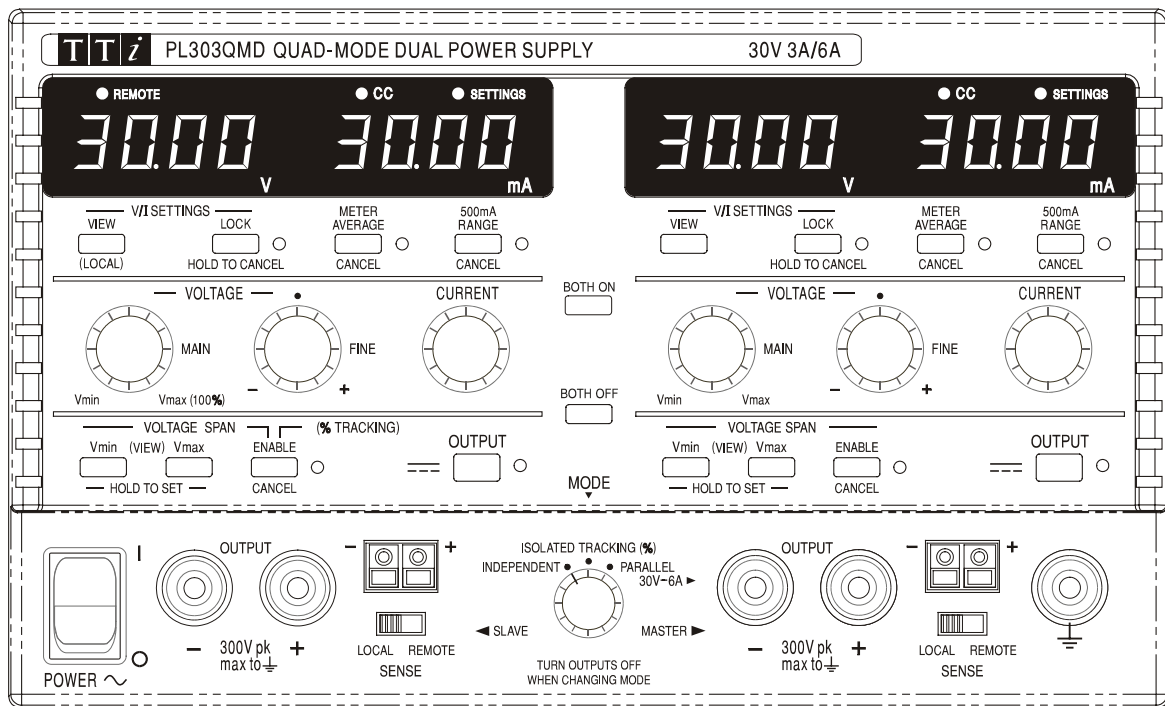 TTi PL303QMD QUAD-MODE DUAL POWER SUPPLY 30V 3A/6A
REMOTE CC SETTINGS
30.00 V 30.00 mA
CC SETTINGS
30.00 V 30.00 mA
V/I SETTINGS
VIEW LOCK METER AVERAGE 500mA RANGE
(LOCAL) HOLD TO CANCEL CANCEL CANCEL
VOLTAGE CURRENT
MAIN FINE
Vmin Vmax (100%) - +
VOLTAGE SPAN (% TRACKING)
Vmin (VIEW) Vmax ENABLE OUTPUT
HOLD TO SET CANCEL
BOTH ON
BOTH OFF
MODE
V/I SETTINGS
VIEW LOCK METER AVERAGE 500mA RANGE
HOLD TO CANCEL CANCEL CANCEL
VOLTAGE CURRENT
MAIN FINE
Vmin Vmax - +
VOLTAGE SPAN
Vmin (VIEW) Vmax ENABLE OUTPUT
HOLD TO SET CANCEL
I
O
POWER
OUTPUT
- +
300V pk
max to
- +
LOCAL REMOTE
SENSE
ISOLATED TRACKING (%)
INDEPENDENT PARALLEL
30V~6A
SLAVE MASTER
TURN OUTPUTS OFF
WHEN CHANGING MODE
OUTPUT
- +
300V pk
max to
- +
LOCAL REMOTE
SENSE